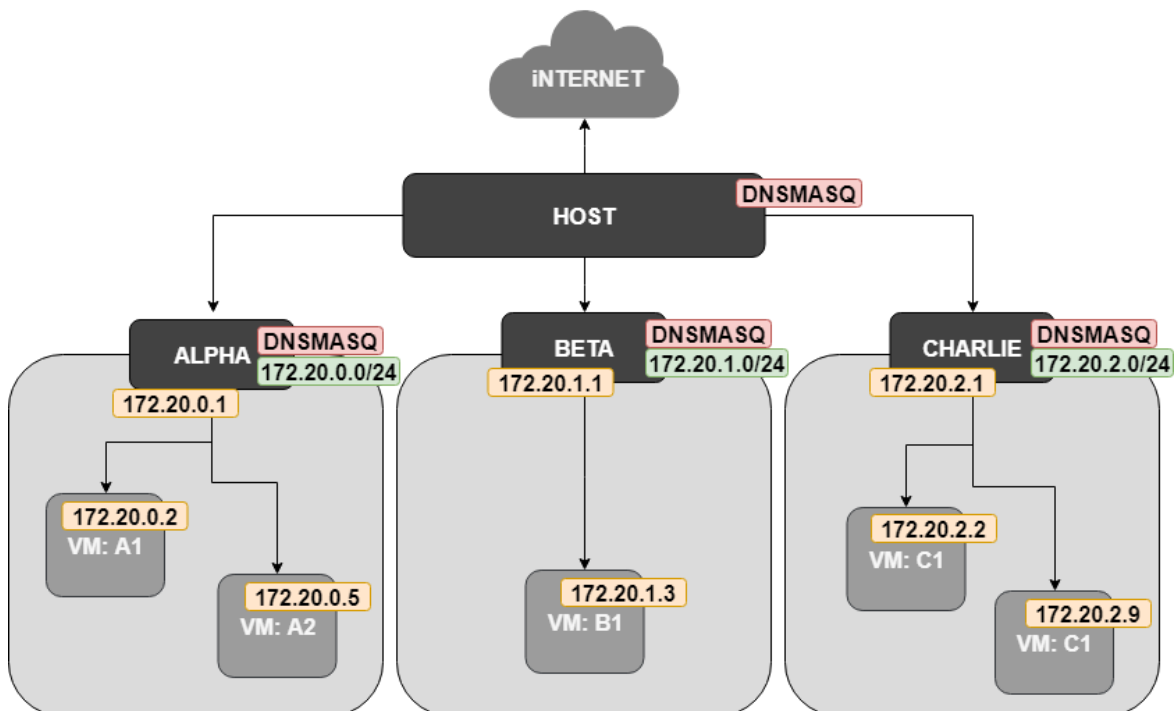 iNTERNET
DNSMASQ
HOST
DNSMASQ
ALPHA
172.20.0.0/24
172.20.0.1
172.20.0.2
VM: A1
172.20.0.5
VM: A2
DNSMASQ
BETA
172.20.1.0/24
172.20.1.1
172.20.1.3
VM: B1
DNSMASQ
CHARLIE
172.20.2.0/24
172.20.2.1
172.20.2.2
VM: C1
172.20.2.9
VM: C1